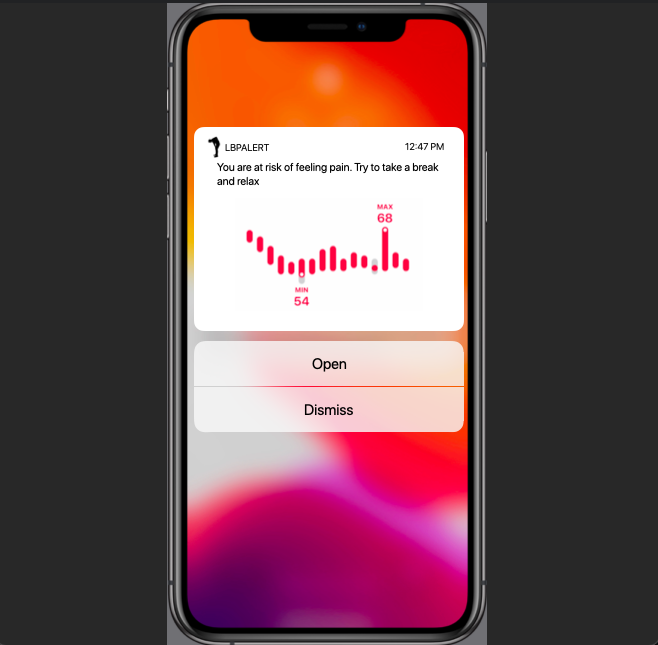 LBPALERT
12:47 PM
You are at risk of feeling pain. Try to take a break
and relax
MAX
68
MIN
54
Open
Dismiss